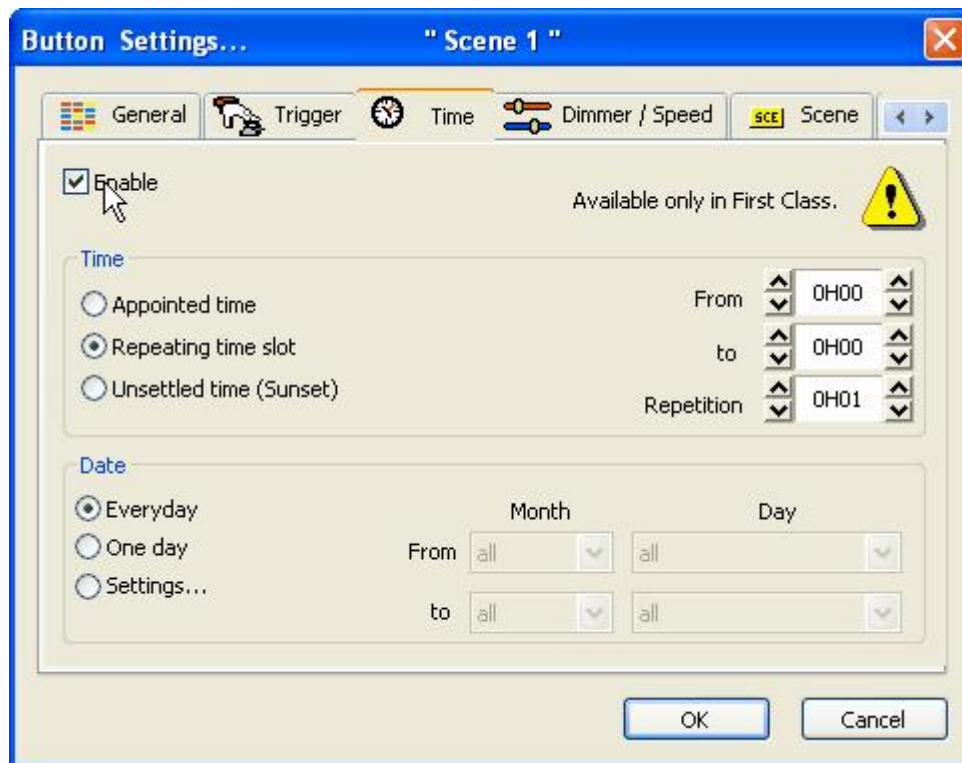 Button Settings... " Scene 1 "
General Trigger Time Dimmer / Speed SCE Scene
Enable
Available only in First Class.
Time
Appointed time
From 0H00
Repeating time slot
to 0H00
Unsettled time (Sunset)
Repetition 0H01
Date
Everyday
Month Day
One day
From all all
Settings...
to all all
OK Cancel